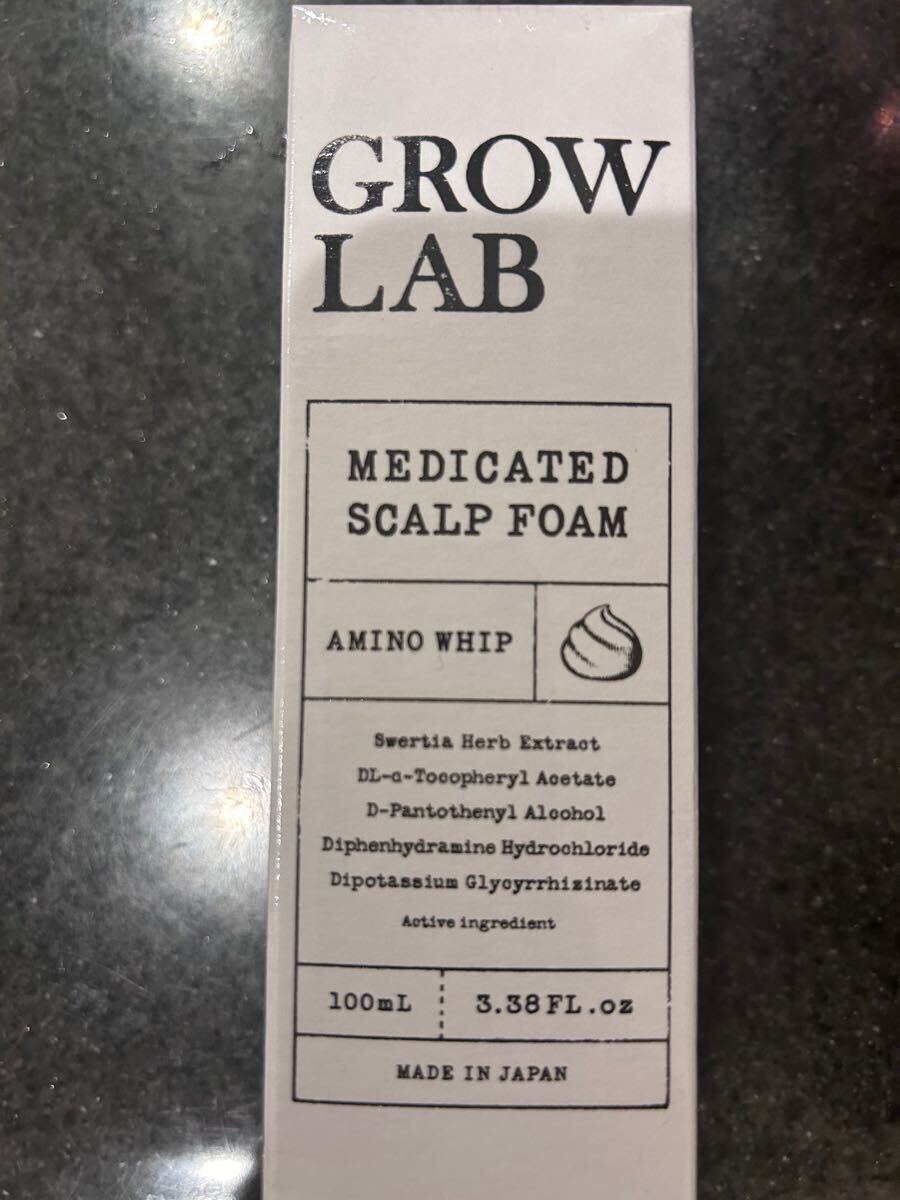 GROW
LAB
MEDICATED
SCALP FOAM
AMINO WHIP
Swertia Herb Extract
DL-α-Tocopheryl Acetate
D-Pantothenyl Alcohol
Diphenhydramine Hydrochloride
Dipotassium Glycyrrhizinate
Active ingredient
100mL 3.38FL.oz
MADE IN JAPAN